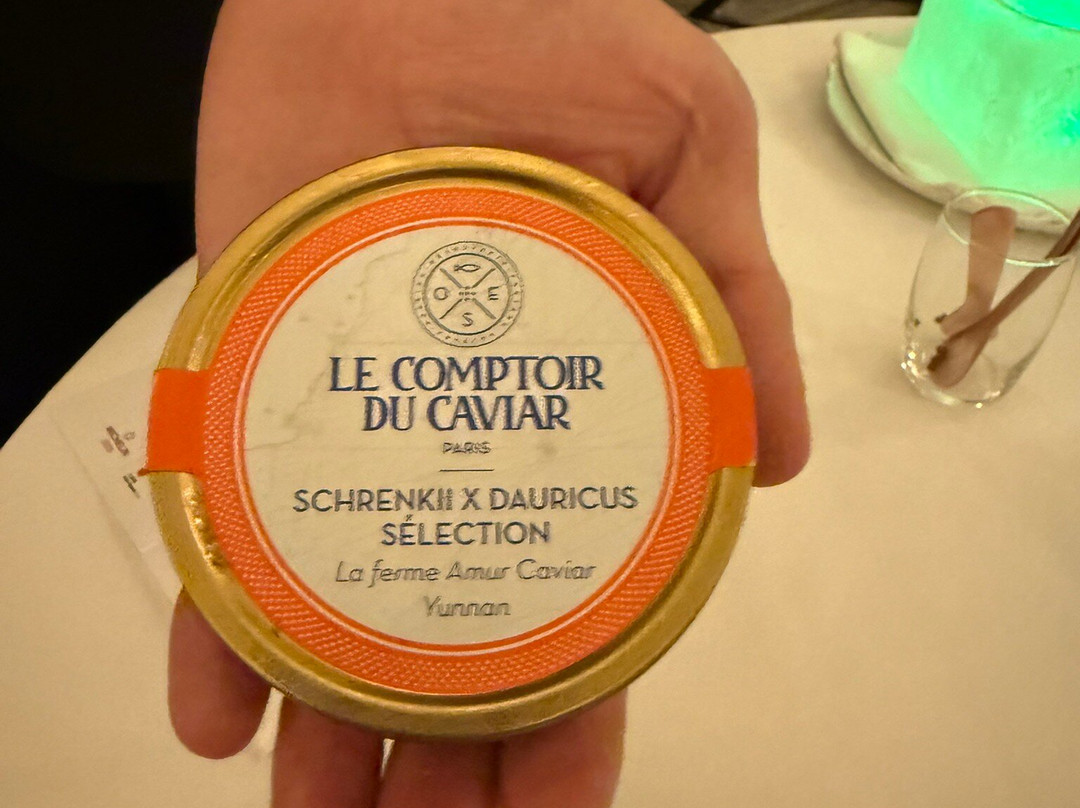 O E
S
LE COMPTOIR
DU CAVIAR
PARIS
SCHRENKII X DAURICUS
SÉLECTION
La ferme Amur Caviar
Yunnan